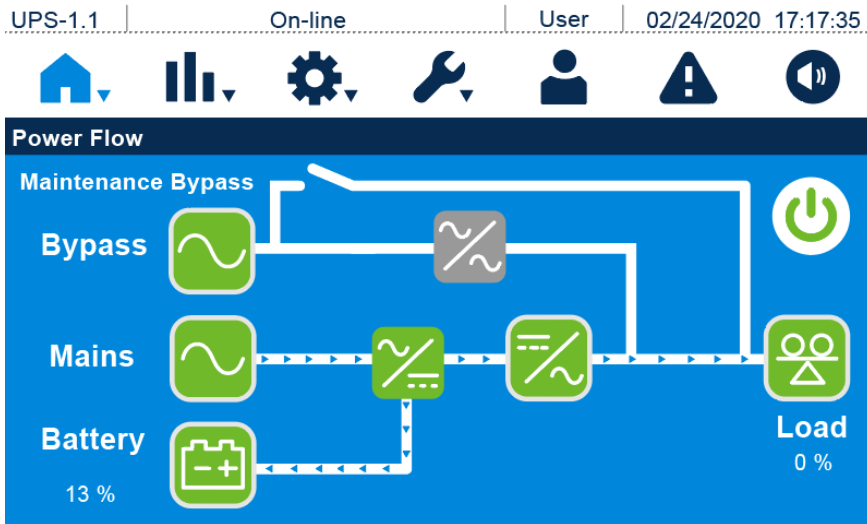 UPS-1.1 On-line User 02/24/2020 17:17:35
Power Flow
Maintenance Bypass
Bypass
Mains
Battery
13 %
Load
0 %